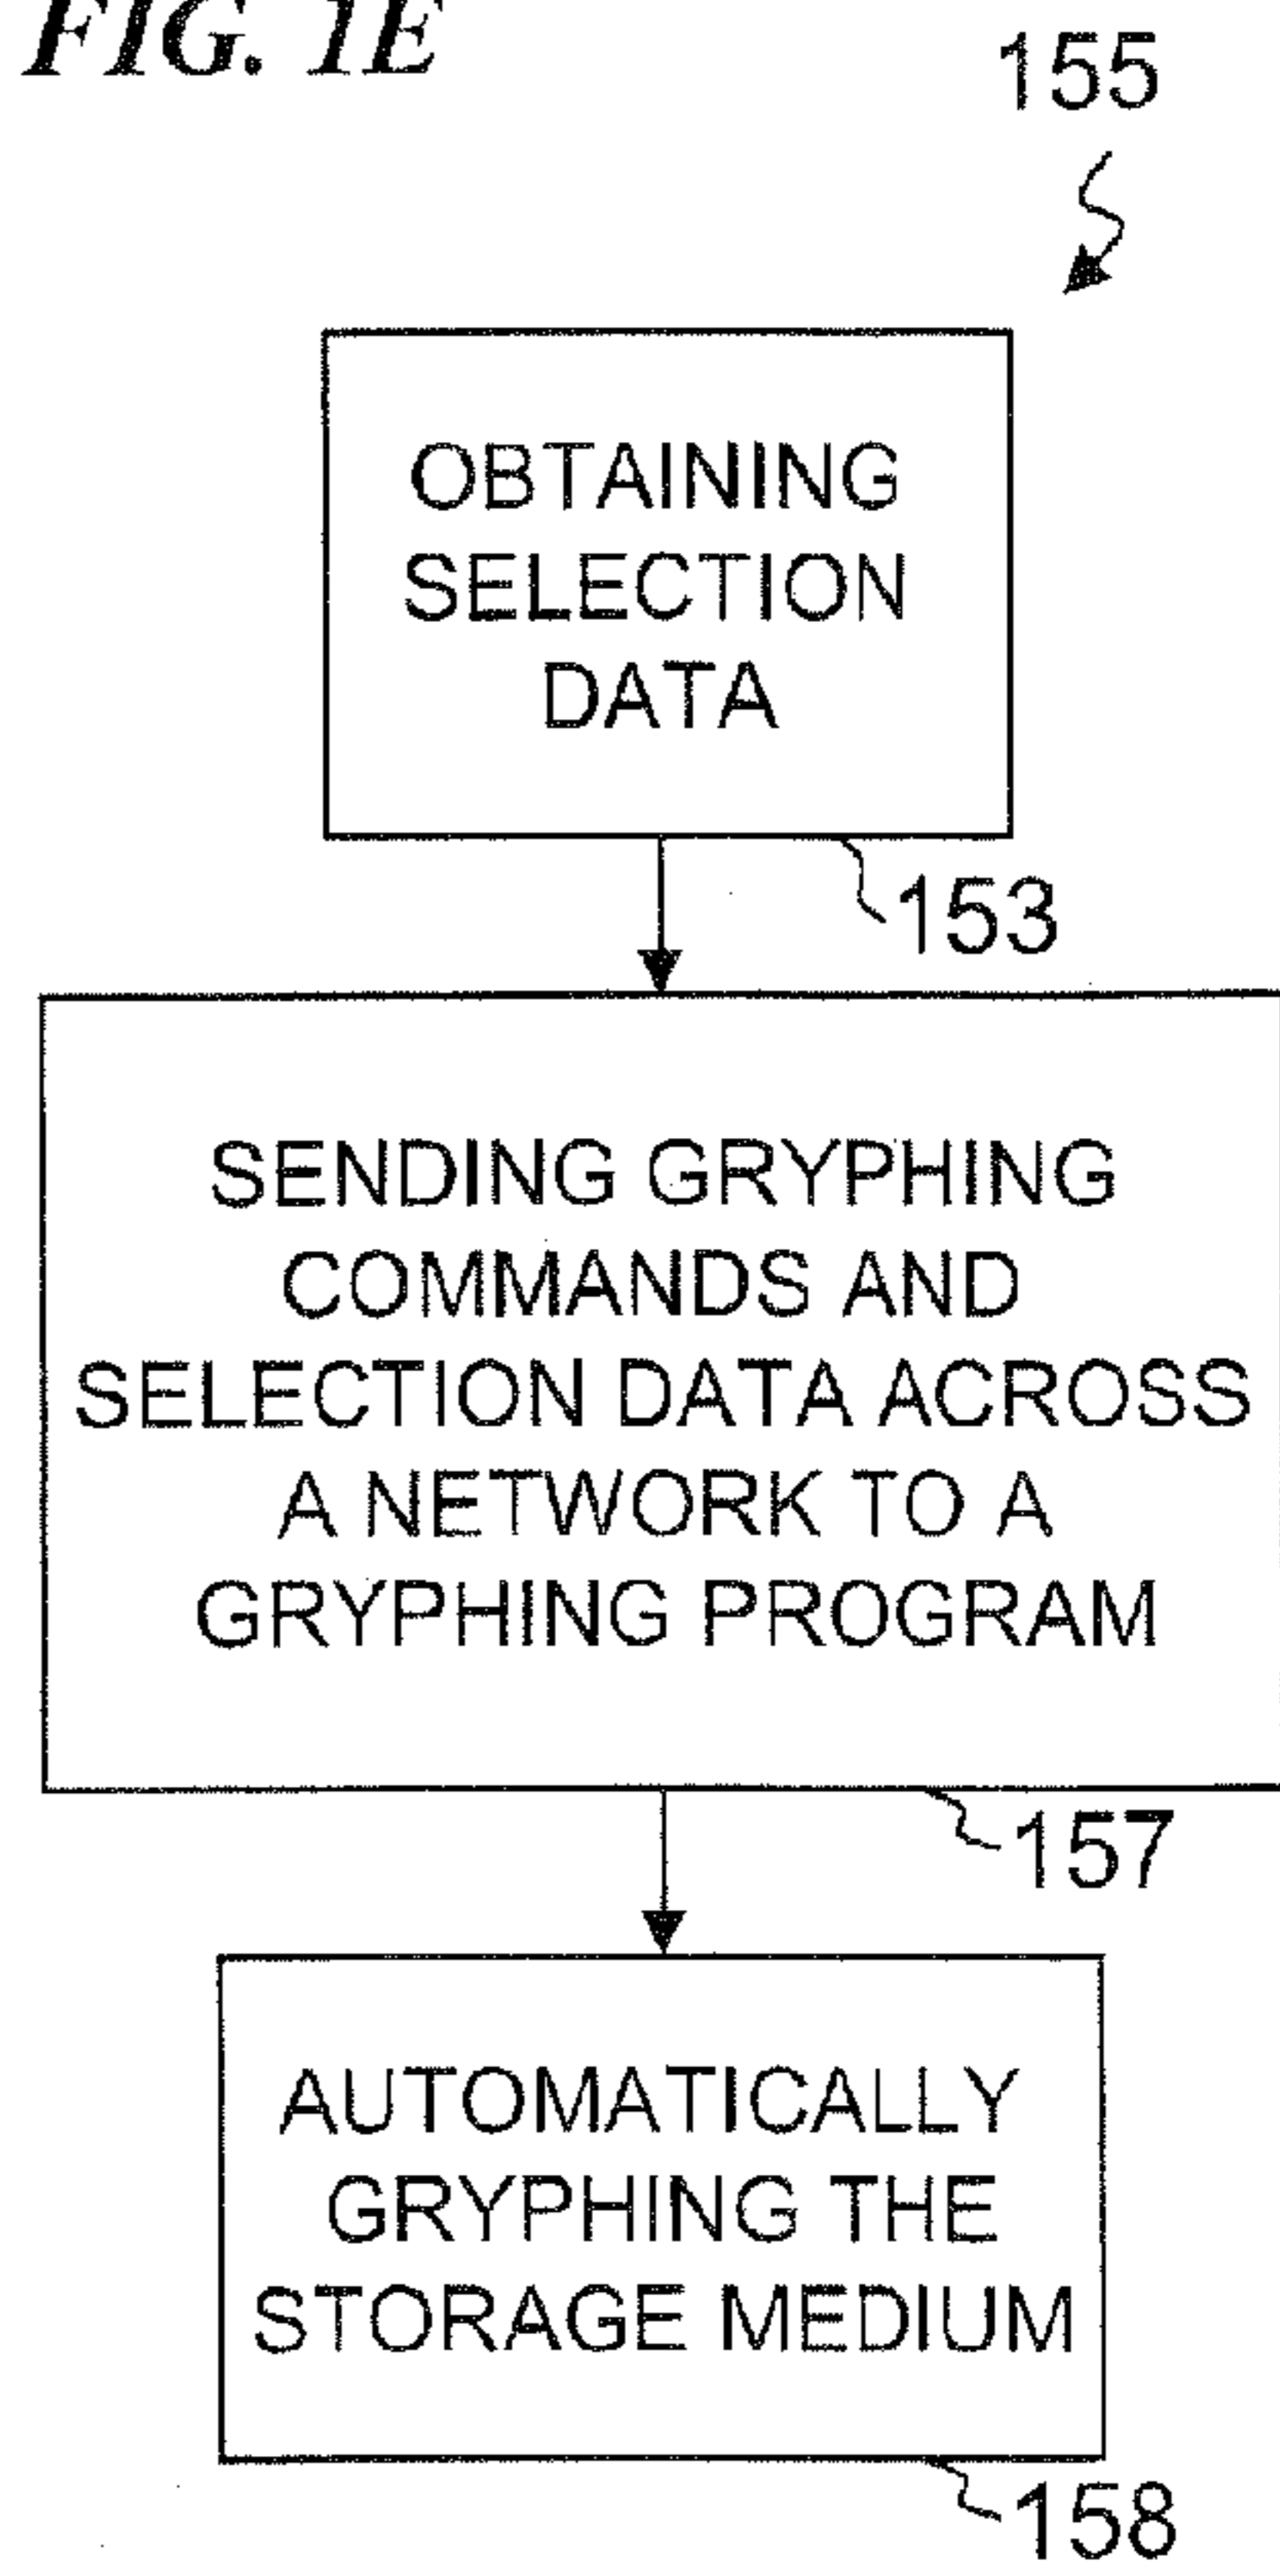 FIG. 1E
155
OBTAINING
SELECTION
DATA
153
SENDING GRYPHING
COMMANDS AND
SELECTION DATA ACROSS
A NETWORK TO A
GRYPHING PROGRAM
157
AUTOMATICALLY
GRYPHING THE
STORAGE MEDIUM
158